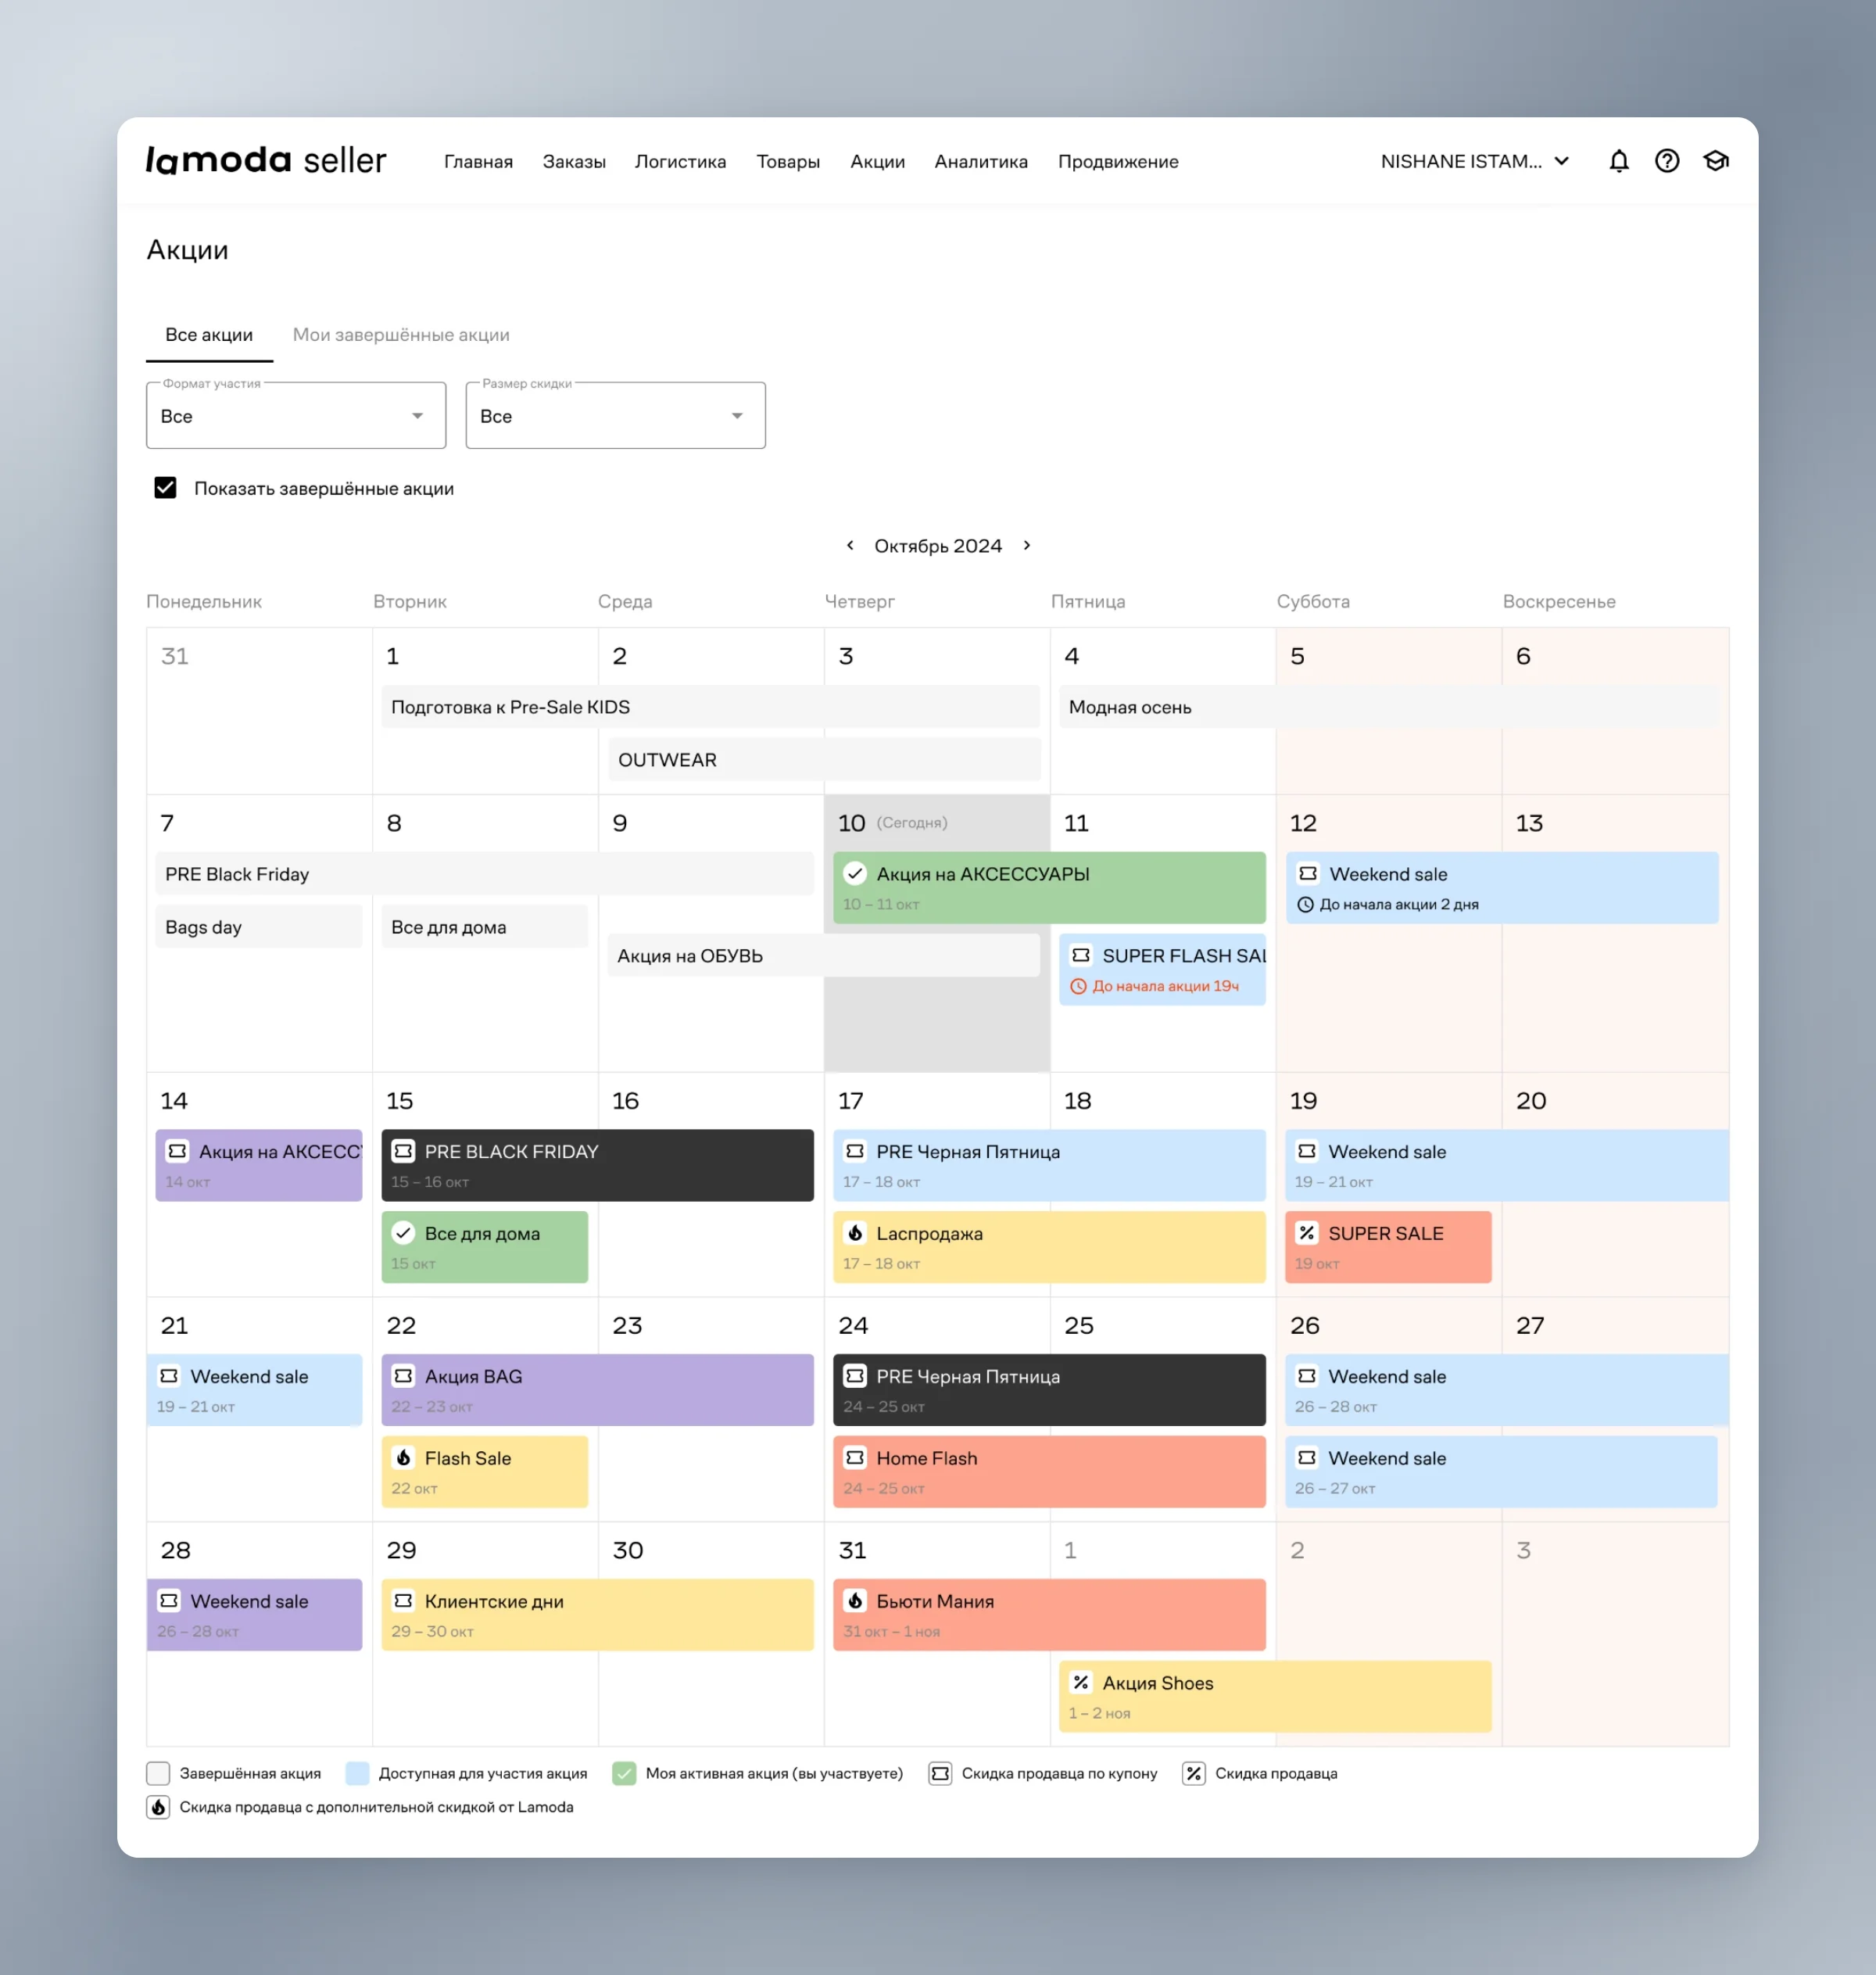 lamoda seller
Главная Заказы Логистика Товары Акции Аналитика Продвижение NISHANE ISTAM...
Акции
Все акции Мои завершённые акции
Формат участия Размер скидки
Все Все
Показать завершённые акции
Октябрь 2024
Понедельник Вторник Среда Четверг Пятница Суббота Воскресенье
31 1 2 3 4 5 6
Подготовка к Pre-Sale KIDS Модная осень
OUTWEAR
7 8 9 10 (Сегодня) 11 12 13
PRE Black Friday Акция на АКСЕССУАРЫ Weekend sale
10 – 11 окт До начала акции 2 дня
Bags day Все для дома
Акция на ОБУВЬ SUPER FLASH SAL
До начала акции 19ч
14 15 16 17 18 19 20
Акция на АКСЕСС PRE BLACK FRIDAY PRE Черная Пятница Weekend sale
14 окт 15 – 16 окт 17 – 18 окт 19 – 21 окт
Все для дома Lаспродажа SUPER SALE
15 окт 17 – 18 окт 19 окт
21 22 23 24 25 26 27
Weekend sale Акция BAG PRE Черная Пятница Weekend sale
19 – 21 окт 22 – 23 окт 24 – 25 окт 26 – 28 окт
Flash Sale Home Flash Weekend sale
22 окт 24 – 25 окт 26 – 27 окт
28 29 30 31 1 2 3
Weekend sale Клиентские дни Бьюти Мания
26 – 28 окт 29 – 30 окт 31 окт – 1 ноя
Акция Shoes
1 – 2 ноя
Завершённая акция Доступная для участия акция Моя активная акция (вы участвуете) Скидка продавца по купону Скидка продавца
Скидка продавца с дополнительной скидкой от Lamoda